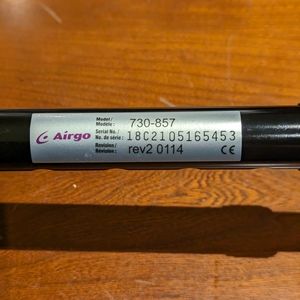 Airgo
Model /
Modèle : 730-857
Serial No. /
No. de série : 18C2105165453
Revision /
Révision : rev2 0114
CE